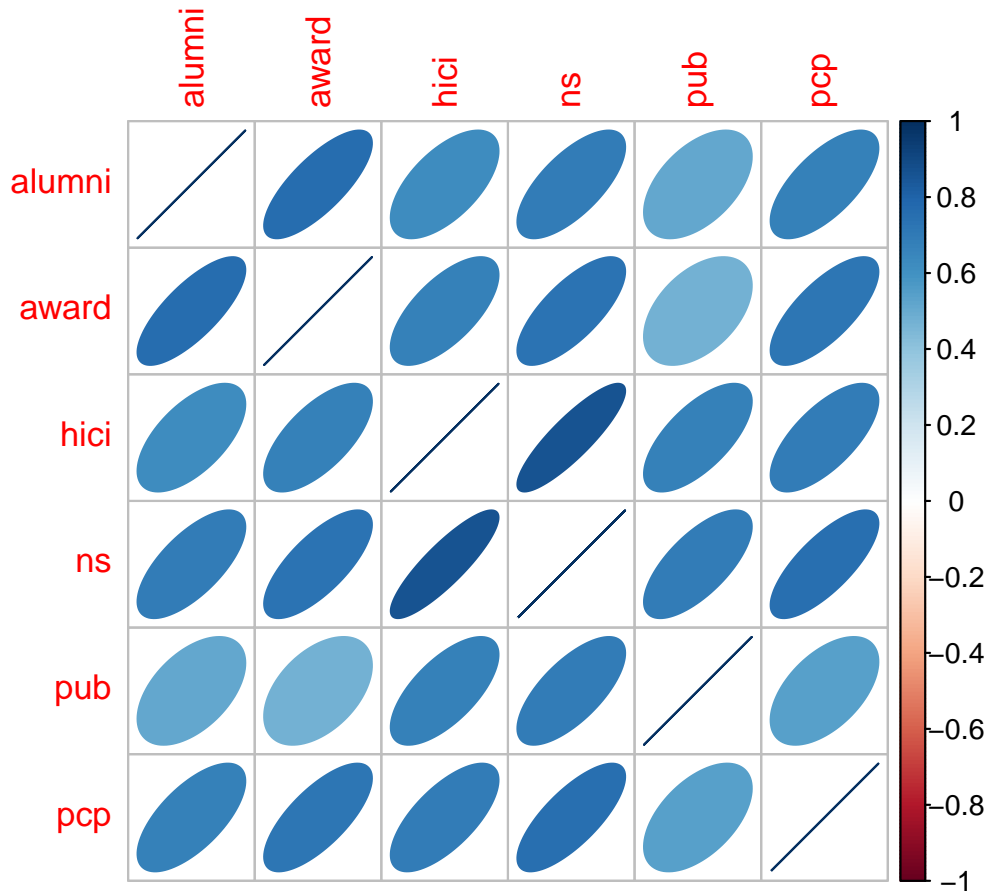 alumni
award
hici
ns
pub
pcp
alumni
award
hici
ns
pub
pcp
1
0.8
0.6
0.4
0.2
0
−0.2
−0.4
−0.6
−0.8
−1